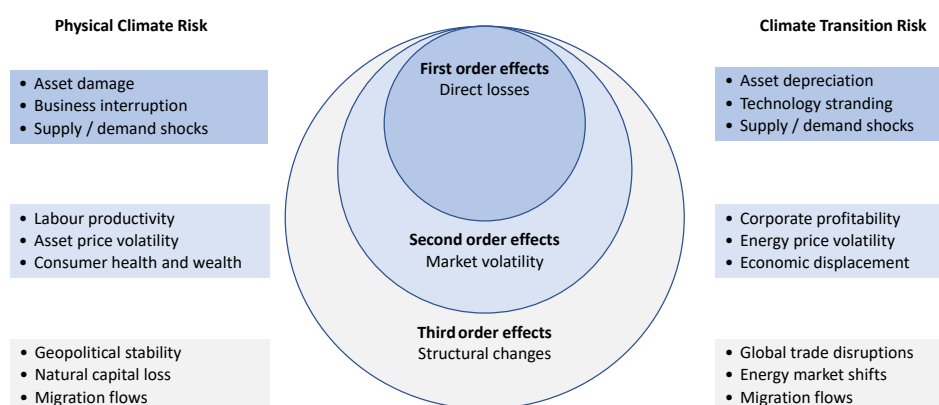 Physical Climate Risk
• Asset damage
• Business interruption
• Supply / demand shocks
• Labour productivity
• Asset price volatility
• Consumer health and wealth
• Geopolitical stability
• Natural capital loss
• Migration flows
First order effects
Direct losses
Second order effects
Market volatility
Third order effects
Structural changes
Climate Transition Risk
• Asset depreciation
• Technology stranding
• Supply / demand shocks
• Corporate profitability
• Energy price volatility
• Economic displacement
• Global trade disruptions
• Energy market shifts
• Migration flows